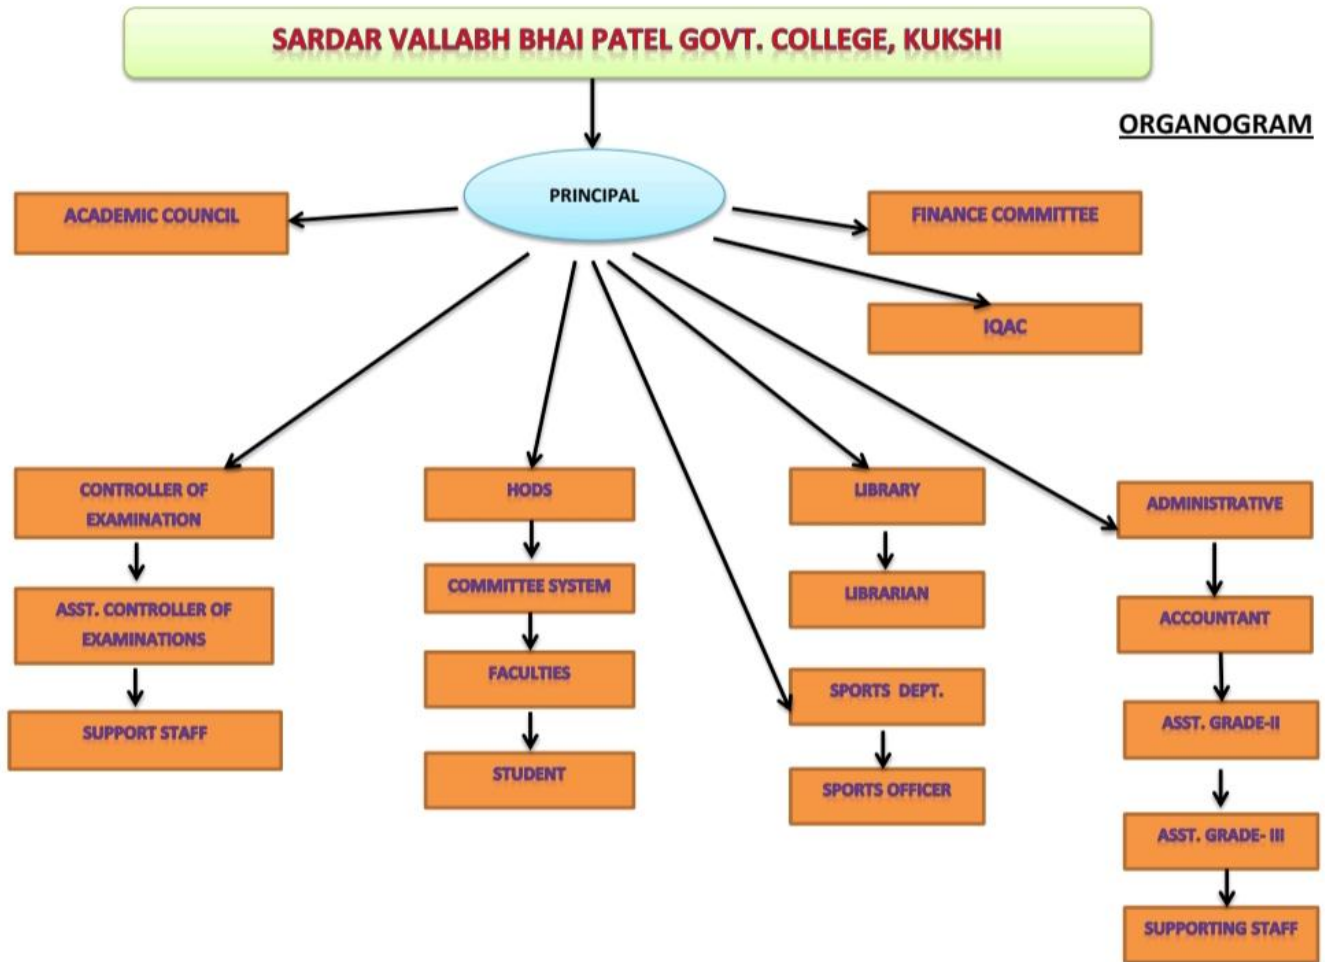 SARDAR VALLABH BHAI PATEL GOVT. COLLEGE, KUKSHI
ORGANOGRAM
PRINCIPAL
ACADEMIC COUNCIL
FINANCE COMMITTEE
IQAC
CONTROLLER OF
EXAMINATION
ASST. CONTROLLER OF
EXAMINATIONS
SUPPORT STAFF
HODS
COMMITTEE SYSTEM
FACULTIES
STUDENT
LIBRARY
LIBRARIAN
SPORTS DEPT.
SPORTS OFFICER
ADMINISTRATIVE
ACCOUNTANT
ASST. GRADE-II
ASST. GRADE- III
SUPPORTING STAFF